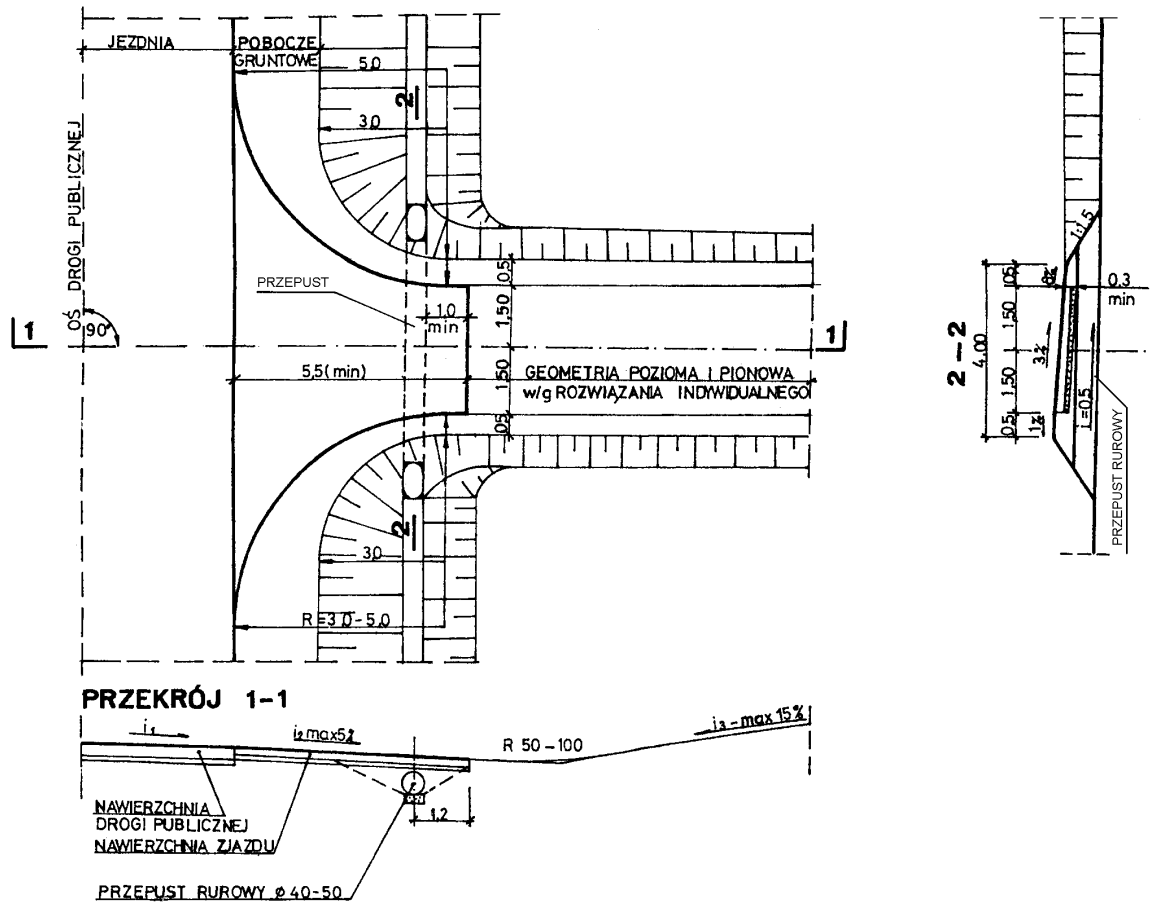 JEZDNIA
POBOCZE
GRUNTOWE
5,0
2
3,0
OŚ DROGI PUBLICZNEJ
90°
PRZEPUST
0,5
1,50
1,0
min
1
1
5,5(min)
1,50
GEOMETRIA POZIOMA I PIONOWA
w/g ROZWIĄZANIA INDYWIDUALNEGO
0,5
2
3,0
R=3,0-5,0
1:1,5
0,5
8%
0,3
min
1,50
4,00
3%
2-2
1,50
i=0,5
0,5
1%
PRZEPUST RUROWY
PRZEKRÓJ 1-1
i1
i2 max5%
R 50-100
i3-max 15%
NAWIERZCHNIA
DROGI PUBLICZNEJ
NAWIERZCHNIA ZJAZDU
1,2
PRZEPUST RUROWY ø 40-50